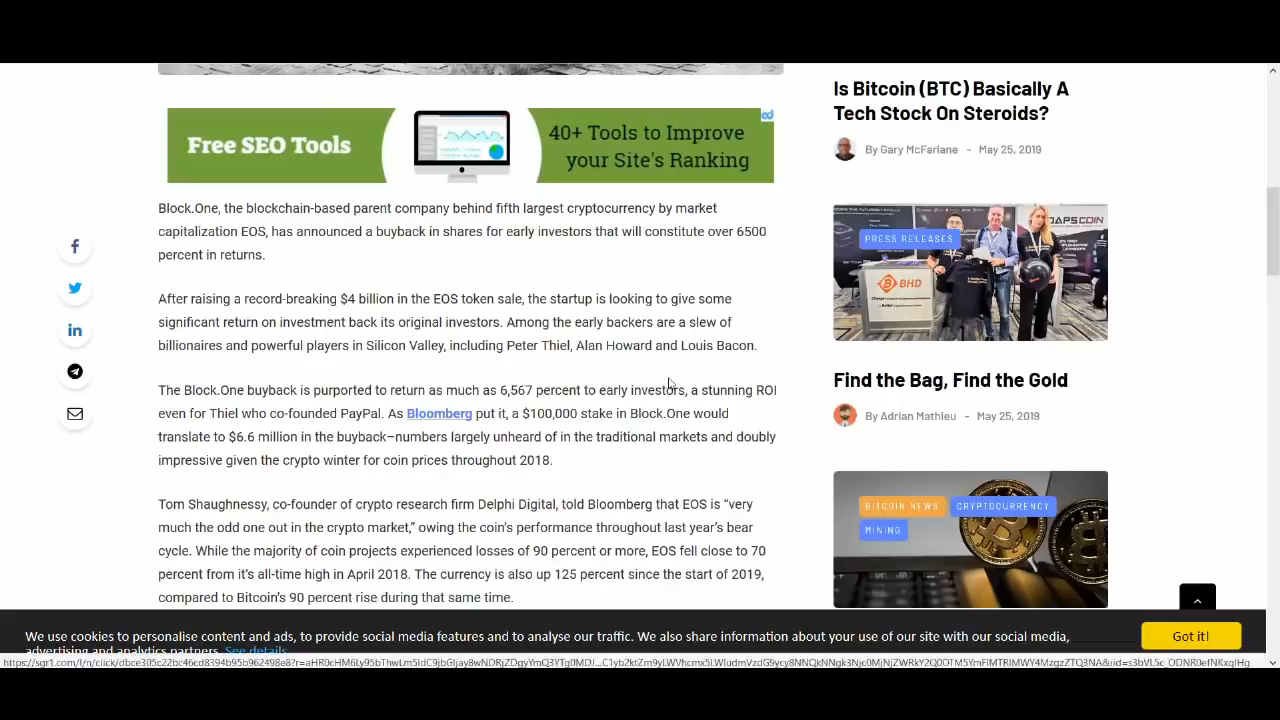 Free SEO Tools
40+ Tools to Improve
your Site's Ranking
Block.One, the blockchain-based parent company behind fifth largest cryptocurrency by market
capitalization EOS, has announced a buyback in shares for early investors that will constitute over 6500
percent in returns.
After raising a record-breaking $4 billion in the EOS token sale, the startup is looking to give some
significant return on investment back its original investors. Among the early backers are a slew of
billionaires and powerful players in Silicon Valley, including Peter Thiel, Alan Howard and Louis Bacon.
The Block.One buyback is purported to return as much as 6,567 percent to early investors, a stunning ROI
even for Thiel who co-founded PayPal. As Bloomberg put it, a $100,000 stake in Block.One would
translate to $6.6 million in the buyback–numbers largely unheard of in the traditional markets and doubly
impressive given the crypto winter for coin prices throughout 2018.
Tom Shaughnessy, co-founder of crypto research firm Delphi Digital, told Bloomberg that EOS is “very
much the odd one out in the crypto market,” owing the coin’s performance throughout last year’s bear
cycle. While the majority of coin projects experienced losses of 90 percent or more, EOS fell close to 70
percent from it’s all-time high in April 2018. The currency is also up 125 percent since the start of 2019,
compared to Bitcoin’s 90 percent rise during that same time.
Is Bitcoin (BTC) Basically A
Tech Stock On Steroids?
By Gary McFarlane - May 25, 2019
PRESS RELEASES
DAPSCOIN
BHD
Find the Bag, Find the Gold
By Adrian Mathieu - May 25, 2019
BITCOIN NEWS
CRYPTOCURRENCY
MINING
We use cookies to personalise content and ads, to provide social media features and to analyse our traffic. We also share information about your use of our site with our social media,
advertising and analytics partners. See details
Got it!